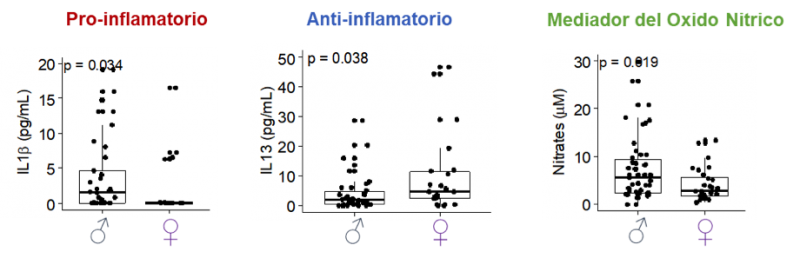 Pro-inflamatorio
Anti-inflamatorio
Mediador del Oxido Nitrico
p = 0.034
IL1β (pg/mL)
20
15
10
5
0
♂ ♀
p = 0.038
IL13 (pg/mL)
50
40
30
20
10
0
♂ ♀
p = 0.019
Nitrates (μM)
30
20
10
0
♂ ♀